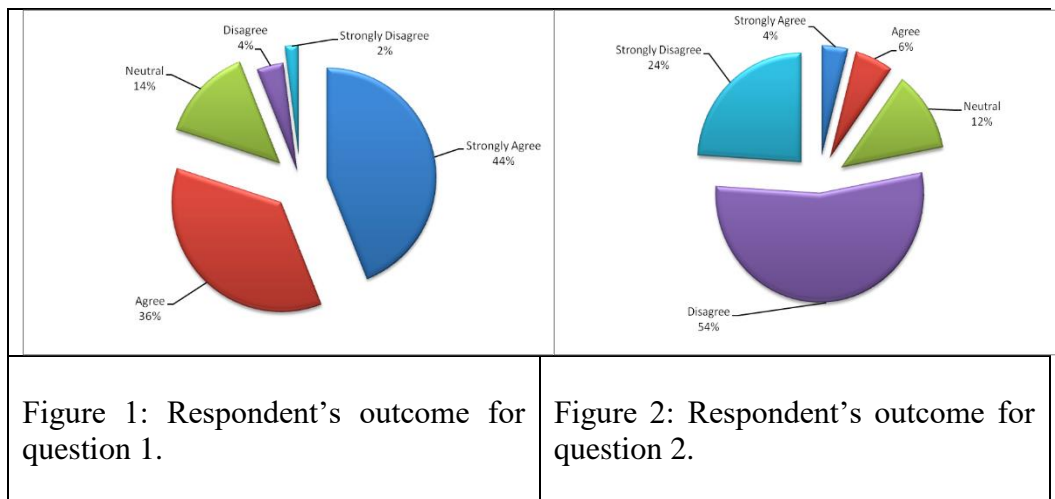 Disagree
4%
Strongly Disagree
2%
Neutral
14%
Strongly Agree
44%
Agree
36%
Strongly Agree
4%
Agree
6%
Strongly Disagree
24%
Neutral
12%
Disagree
54%
Figure 1: Respondent’s outcome for
question 1.
Figure 2: Respondent’s outcome for
question 2.